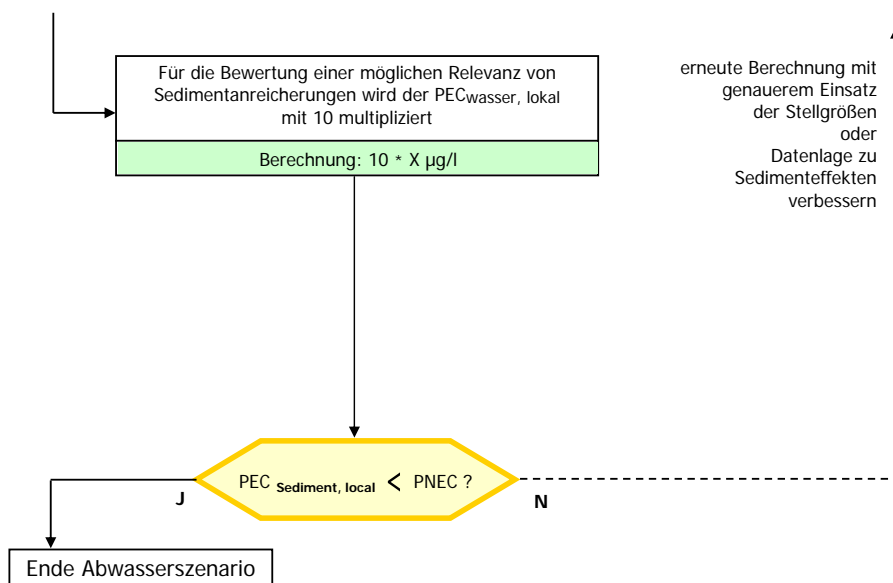 Für die Bewertung einer möglichen Relevanz von
Sedimentanreicherungen wird der PECwasser, lokal
mit 10 multipliziert
Berechnung: 10 * X µg/l
erneute Berechnung mit
genauerem Einsatz
der Stellgrößen
oder
Datenlage zu
Sedimenteffekten
verbessern
PEC Sediment, local < PNEC ?
J
N
Ende Abwasserszenario